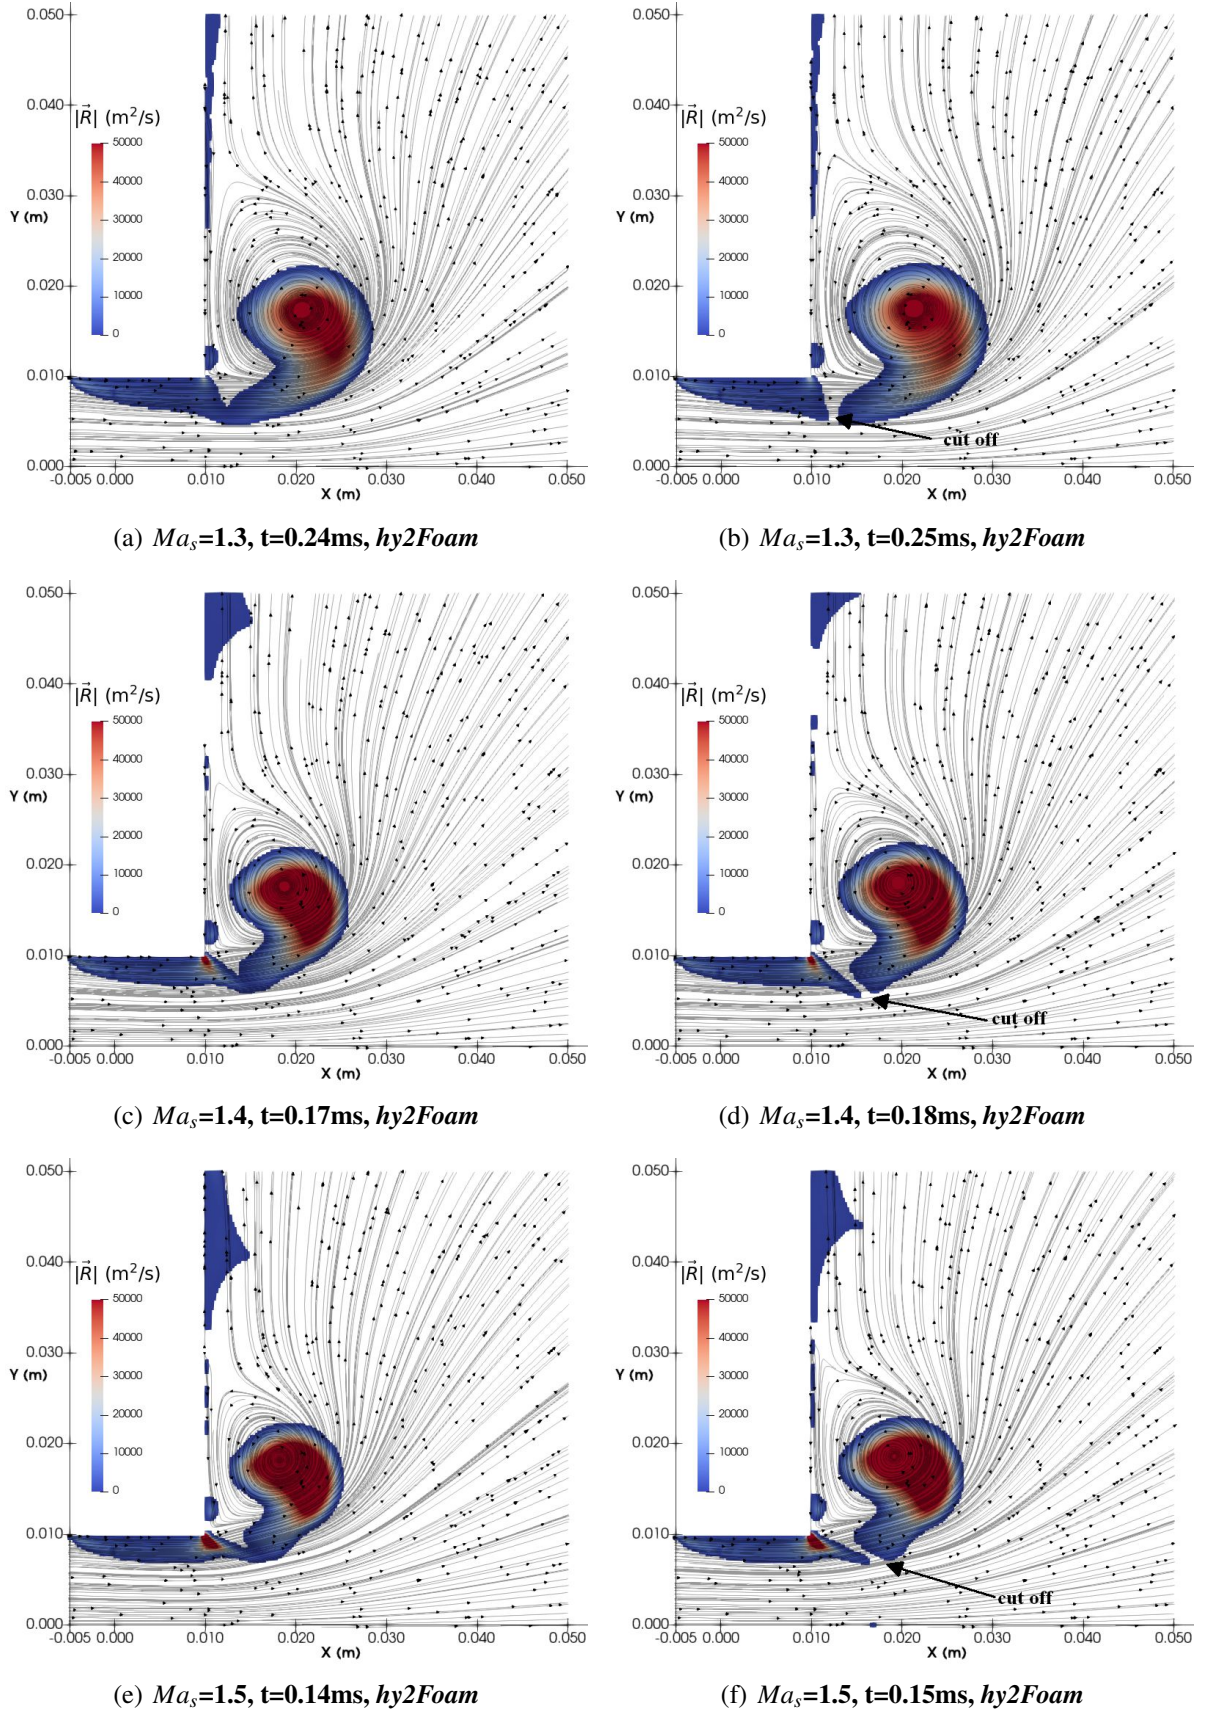 0.050
0.040
|R⃗| (m²/s)
50000
40000
0.030
30000
Y (m)
20000
0.020
10000
0
0.010
0.000
-0.005 0.000 0.010 0.020 0.030 0.040 0.050
X (m)
(a) Maₛ=1.3, t=0.24ms, hy2Foam
0.050
0.040
|R⃗| (m²/s)
50000
40000
0.030
30000
Y (m)
20000
0.020
10000
0
0.010
cut off
0.000
-0.005 0.000 0.010 0.020 0.030 0.040 0.050
X (m)
(b) Maₛ=1.3, t=0.25ms, hy2Foam
0.050
0.040
|R⃗| (m²/s)
50000
40000
0.030
Y (m)
30000
20000
0.020
10000
0
0.010
0.000
-0.005 0.000 0.010 0.020 0.030 0.040 0.050
X (m)
(c) Maₛ=1.4, t=0.17ms, hy2Foam
0.050
0.040
|R⃗| (m²/s)
50000
40000
0.030
Y (m)
30000
20000
0.020
10000
0
0.010
cut off
0.000
-0.005 0.000 0.010 0.020 0.030 0.040 0.050
X (m)
(d) Maₛ=1.4, t=0.18ms, hy2Foam
0.050
0.040
|R⃗| (m²/s)
50000
40000
0.030
Y (m)
30000
20000
0.020
10000
0
0.010
0.000
-0.005 0.000 0.010 0.020 0.030 0.040 0.050
X (m)
(e) Maₛ=1.5, t=0.14ms, hy2Foam
0.050
0.040
|R⃗| (m²/s)
50000
40000
0.030
Y (m)
30000
20000
0.020
10000
0
0.010
cut off
0.000
-0.005 0.000 0.010 0.020 0.030 0.040 0.050
X (m)
(f) Maₛ=1.5, t=0.15ms, hy2Foam